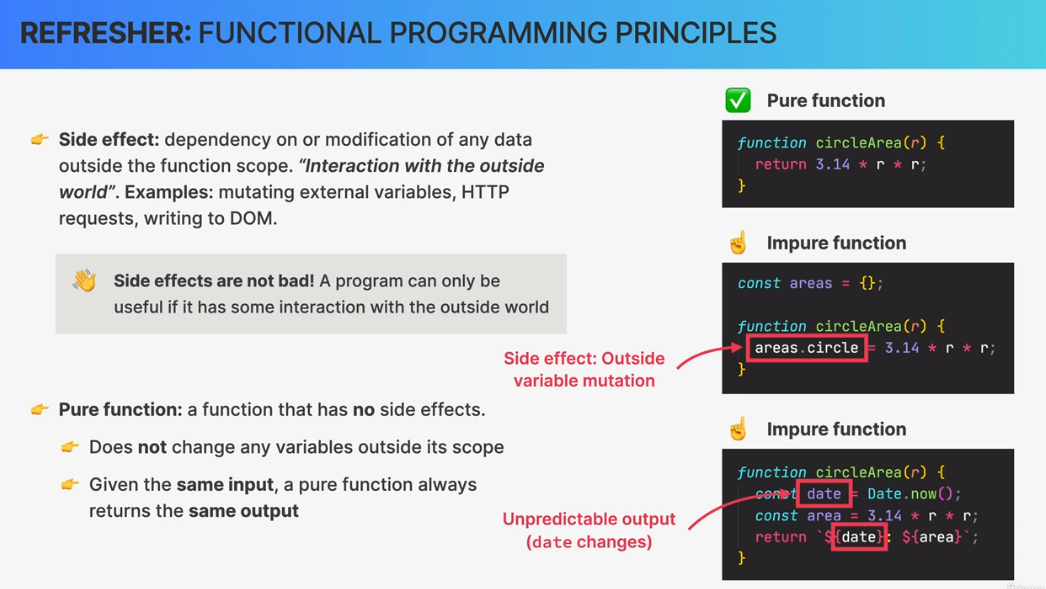 REFRESHER: FUNCTIONAL PROGRAMMING PRINCIPLES
Side effect: dependency on or modification of any data
outside the function scope. “Interaction with the outside
world”. Examples: mutating external variables, HTTP
requests, writing to DOM.
Side effects are not bad! A program can only be
useful if it has some interaction with the outside world
Pure function: a function that has no side effects.
Does not change any variables outside its scope
Given the same input, a pure function always
returns the same output
Pure function
function circleArea(r) {
return 3.14 * r * r;
}
Impure function
const areas = {};
function circleArea(r) {
areas.circle = 3.14 * r * r;
}
Side effect: Outside
variable mutation
Impure function
function circleArea(r) {
const date = Date.now();
const area = 3.14 * r * r;
return `${date}: ${area}`;
}
Unpredictable output
(date changes)